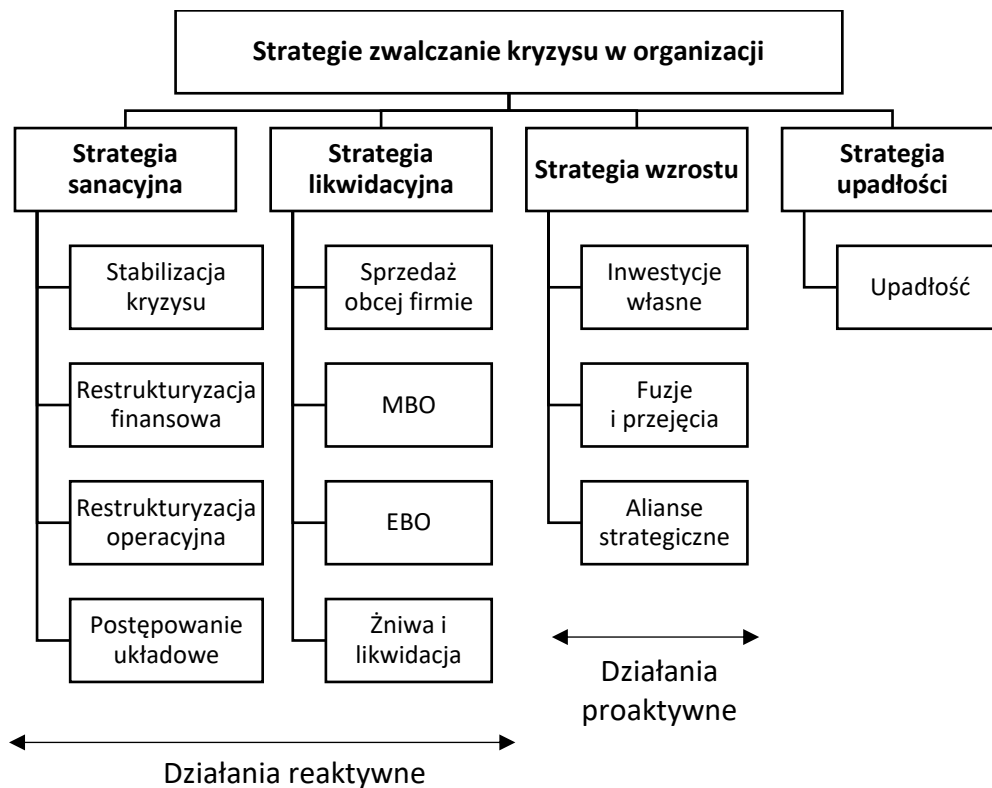 Strategie zwalczanie kryzysu w organizacji
Strategia
sanacyjna
Strategia
likwidacyjna
Strategia wzrostu
Strategia
upadłości
Stabilizacja
kryzysu
Sprzedaż
obcej firmie
Inwestycje
własne
Upadłość
Restrukturyzacja
finansowa
MBO
Fuzje
i przejęcia
Restrukturyzacja
operacyjna
EBO
Alianse
strategiczne
Postępowanie
układowe
Żniwa i
likwidacja
Działania
proaktywne
Działania reaktywne